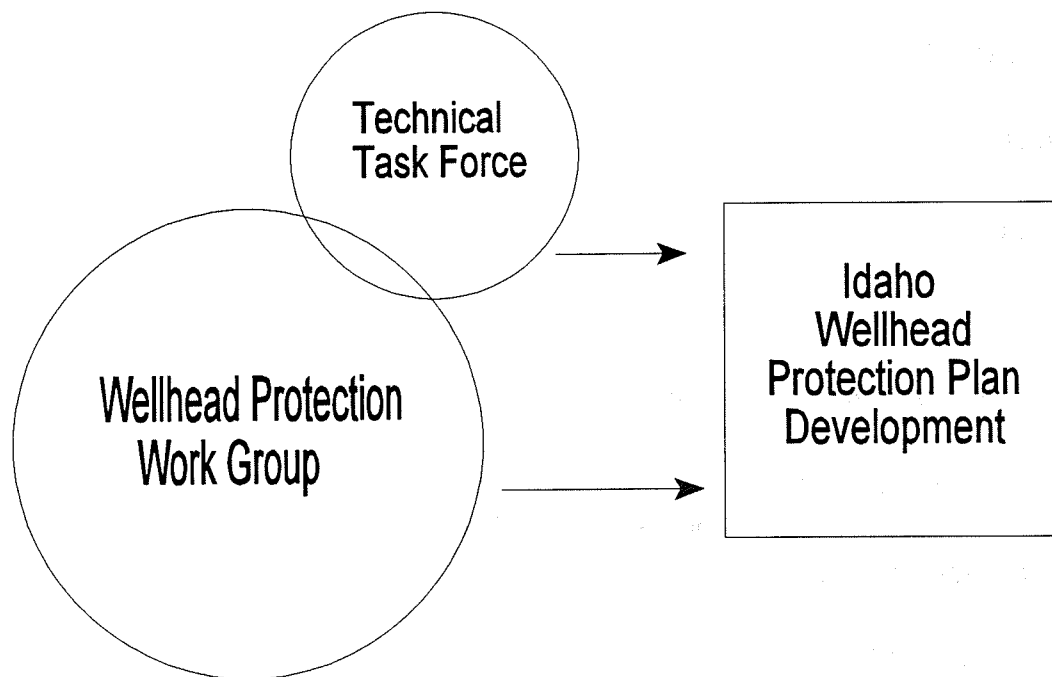 Technical
Task Force
Wellhead Protection
Work Group
Idaho
Wellhead
Protection Plan
Development